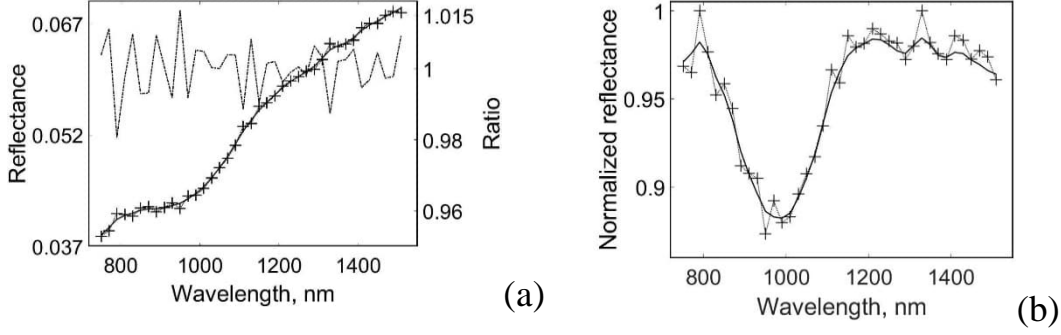 0.067
0.052
0.037
Reflectance
800 1000 1200 1400
Wavelength, nm
1.015
1
0.98
0.96
Ratio
(a)
1
0.95
0.9
Normalized reflectance
800 1000 1200 1400
Wavelength, nm
(b)